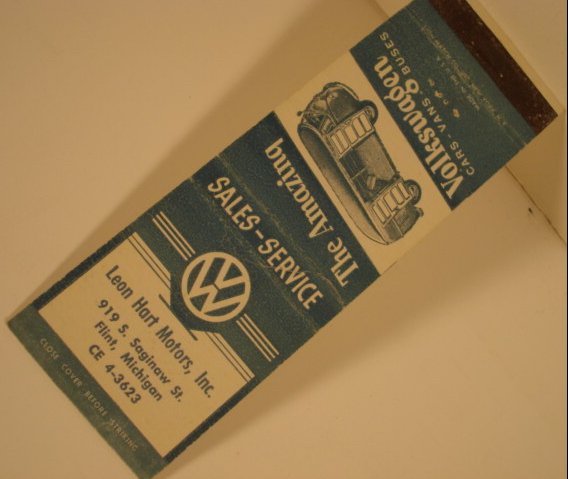 The Amazing
Volkswagen
CARS - VANS - BUSES
SALES - SERVICE
VW
Leon Hart Motors, Inc.
919 S. Saginaw St.
Flint, Michigan
CE 4-3623
CLOSE COVER BEFORE STRIKING